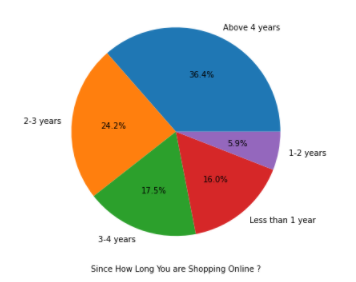 Above 4 years
36.4%
2-3 years
24.2%
5.9%
1-2 years
16.0%
17.5%
Less than 1 year
3-4 years
Since How Long You are Shopping Online ?